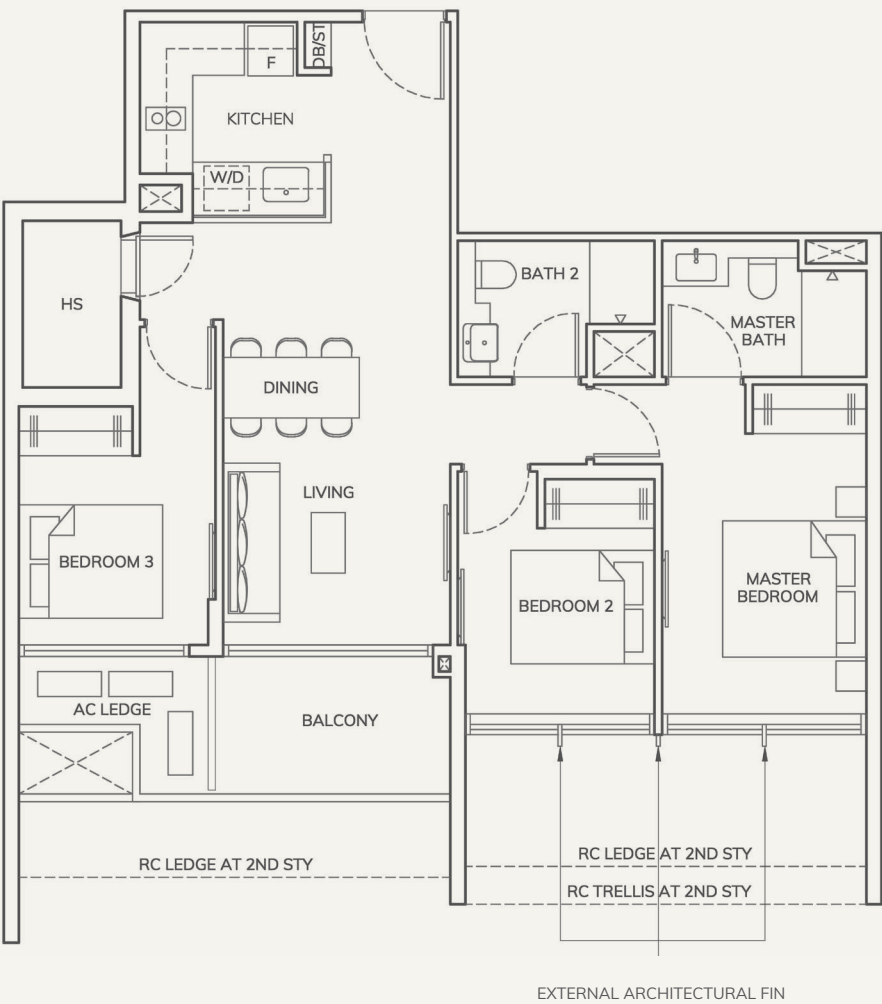 DB/ST
F
KITCHEN
W/D
HS
BATH 2
MASTER
BATH
DINING
LIVING
BEDROOM 3
BEDROOM 2
MASTER
BEDROOM
AC LEDGE
BALCONY
RC LEDGE AT 2ND STY
RC LEDGE AT 2ND STY
RC TRELLIS AT 2ND STY
EXTERNAL ARCHITECTURAL FIN